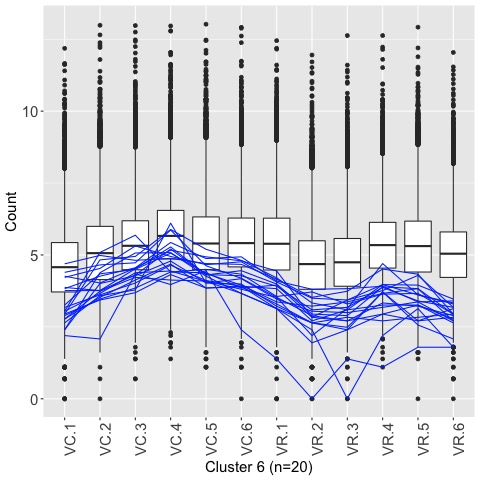 Count
10
5
0
VC.1
VC.2
VC.3
VC.4
VC.5
VC.6
VR.1
VR.2
VR.3
VR.4
VR.5
VR.6
Cluster 6 (n=20)